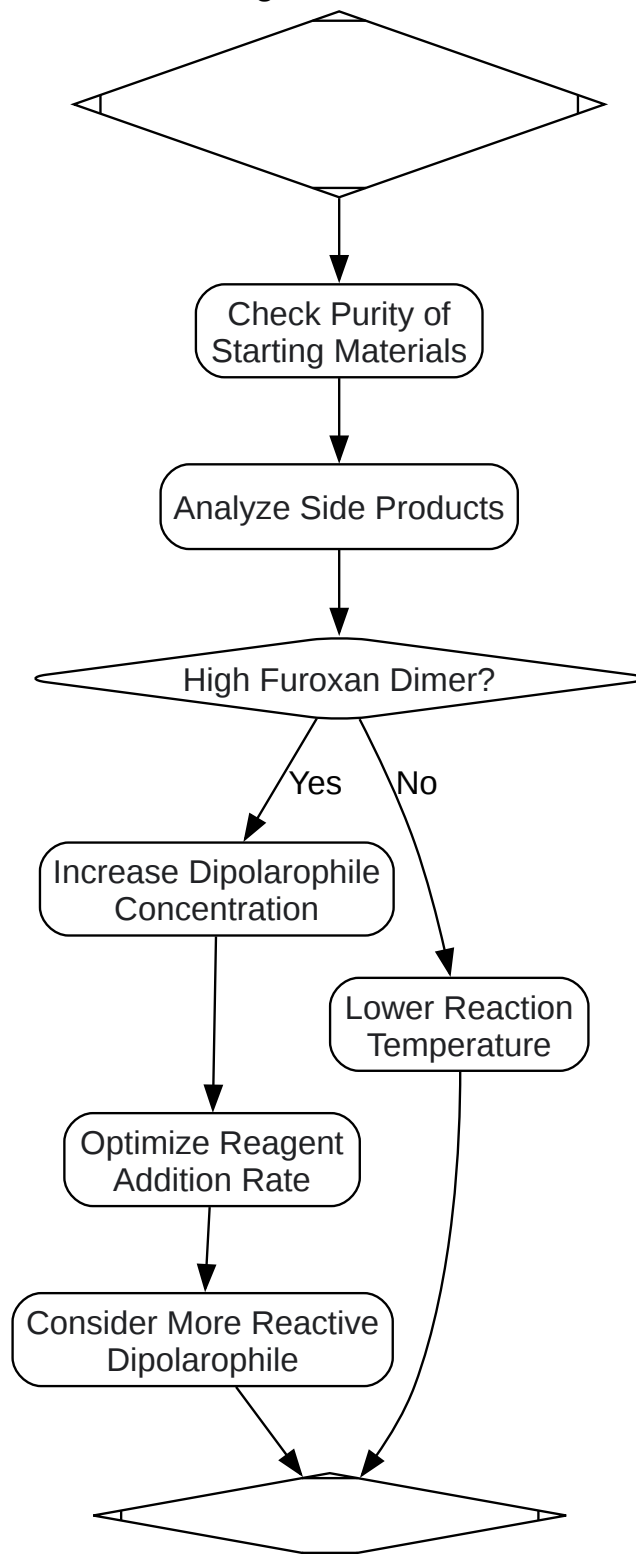 Check Purity of
Starting Materials
Analyze Side Products
High Furoxan Dimer?
Yes
No
Increase Dipolarophile
Concentration
Lower Reaction
Temperature
Optimize Reagent
Addition Rate
Consider More Reactive
Dipolarophile